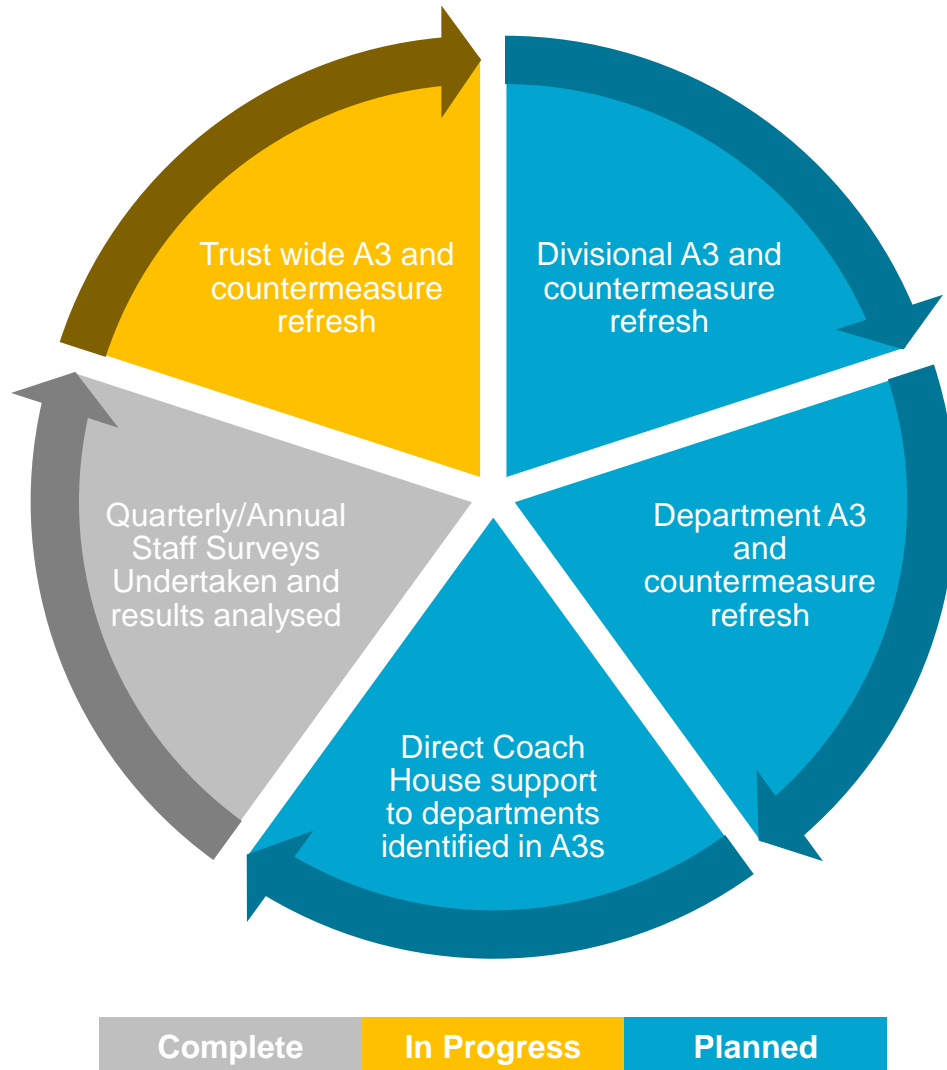 Trust wide A3 and
countermeasure
refresh
Divisional A3 and
countermeasure
refresh
Quarterly/Annual
Staff Surveys
Undertaken and
results analysed
Department A3
and
countermeasure
refresh
Direct Coach
House support
to departments
identified in A3s
Complete
In Progress
Planned